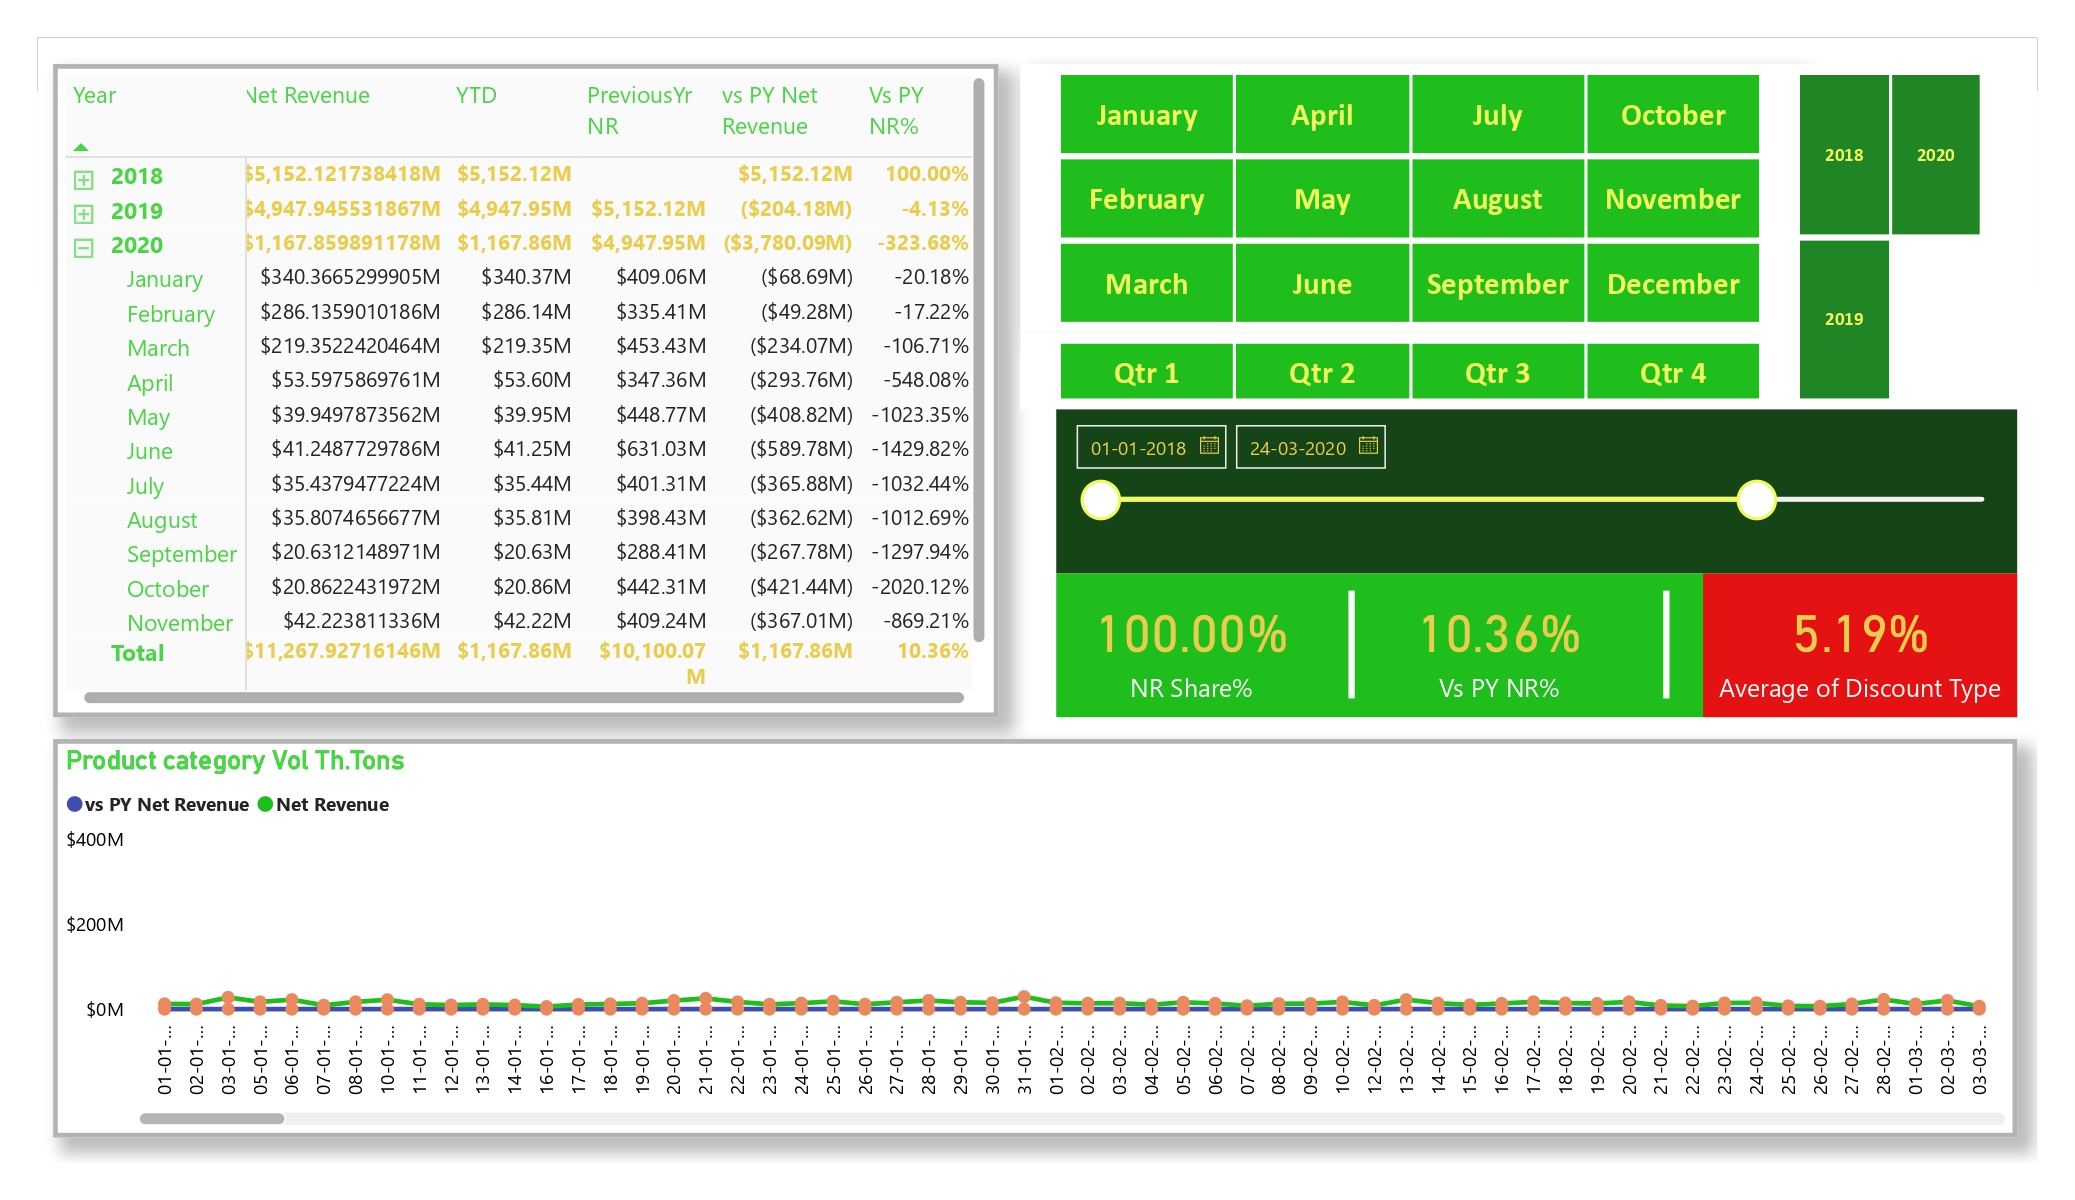 Year Net Revenue YTD PreviousYr NR vs PY Net Revenue Vs PY NR%
2018 $5,152.121738418M $5,152.12M $5,152.12M 100.00%
2019 $4,947.945531867M $4,947.95M $5,152.12M ($204.18M) -4.13%
2020 $1,167.859891178M $1,167.86M $4,947.95M ($3,780.09M) -323.68%
January $340.3665299905M $340.37M $409.06M ($68.69M) -20.18%
February $286.1359010186M $286.14M $335.41M ($49.28M) -17.22%
March $219.3522420464M $219.35M $453.43M ($234.07M) -106.71%
April $53.5975869761M $53.60M $347.36M ($293.76M) -548.08%
May $39.9497873562M $39.95M $448.77M ($408.82M) -1023.35%
June $41.2487729786M $41.25M $631.03M ($589.78M) -1429.82%
July $35.4379477224M $35.44M $401.31M ($365.88M) -1032.44%
August $35.8074656677M $35.81M $398.43M ($362.62M) -1012.69%
September $20.6312148971M $20.63M $288.41M ($267.78M) -1297.94%
October $20.8622431972M $20.86M $442.31M ($421.44M) -2020.12%
November $42.223811336M $42.22M $409.24M ($367.01M) -869.21%
Total $11,267.92716146M $1,167.86M $10,100.07M $1,167.86M 10.36%
January April July October
February May August November
March June September December
Qtr 1 Qtr 2 Qtr 3 Qtr 4
2018 2020
2019
01-01-2018 24-03-2020
100.00% 10.36% 5.19%
NR Share% Vs PY NR% Average of Discount Type
Product category Vol Th.Tons
vs PY Net Revenue Net Revenue
$400M
$200M
$0M
01-01-...
02-01-...
03-01-...
05-01-...
06-01-...
07-01-...
08-01-...
10-01-...
11-01-...
12-01-...
13-01-...
14-01-...
16-01-...
17-01-...
18-01-...
19-01-...
20-01-...
21-01-...
22-01-...
23-01-...
24-01-...
25-01-...
26-01-...
27-01-...
28-01-...
29-01-...
30-01-...
31-01-...
01-02-...
02-02-...
03-02-...
04-02-...
05-02-...
06-02-...
07-02-...
08-02-...
09-02-...
10-02-...
12-02-...
13-02-...
14-02-...
15-02-...
16-02-...
17-02-...
18-02-...
19-02-...
20-02-...
21-02-...
22-02-...
23-02-...
24-02-...
25-02-...
26-02-...
27-02-...
28-02-...
01-03-...
02-03-...
03-03-...